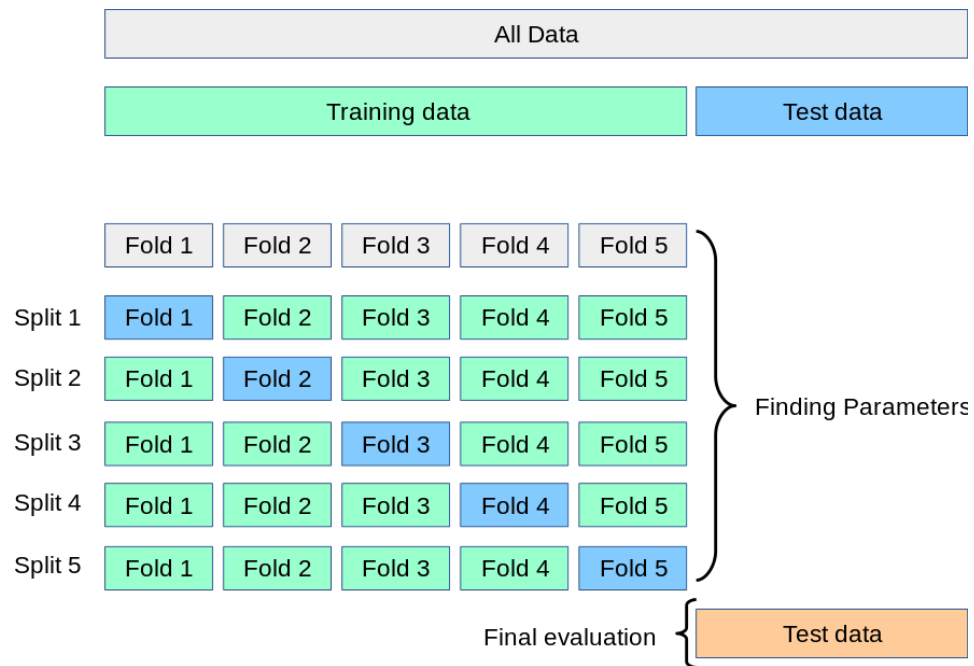 All Data
Training data Test data
Fold 1 Fold 2 Fold 3 Fold 4 Fold 5
Split 1 Fold 1 Fold 2 Fold 3 Fold 4 Fold 5
Split 2 Fold 1 Fold 2 Fold 3 Fold 4 Fold 5
Finding Parameters
Split 3 Fold 1 Fold 2 Fold 3 Fold 4 Fold 5
Split 4 Fold 1 Fold 2 Fold 3 Fold 4 Fold 5
Split 5 Fold 1 Fold 2 Fold 3 Fold 4 Fold 5
Final evaluation Test data